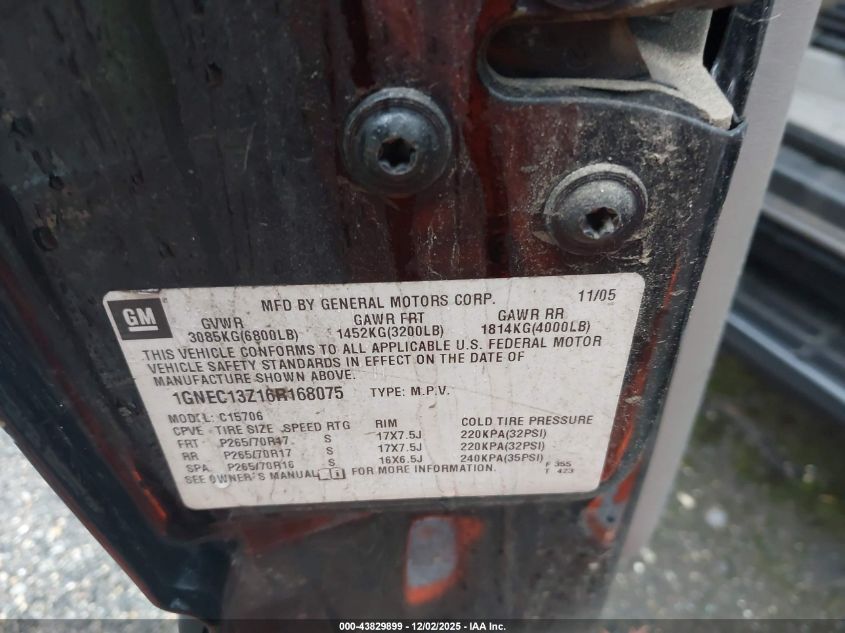 GM
MFD BY GENERAL MOTORS CORP. 11/05
GVWR GAWR FRT GAWR RR
3085KG(6800LB) 1452KG(3200LB) 1814KG(4000LB)
THIS VEHICLE CONFORMS TO ALL APPLICABLE U.S. FEDERAL MOTOR
VEHICLE SAFETY STANDARDS IN EFFECT ON THE DATE OF
MANUFACTURE SHOWN ABOVE.
1GNEC13Z16R168075 TYPE: M.P.V.
MODEL: C15706
CPVE TIRE SIZE SPEED RTG RIM COLD TIRE PRESSURE
FRT P265/70R17 S 17X7.5J 220KPA(32PSI)
RR P265/70R17 S 17X7.5J 220KPA(32PSI)
SPA P265/70R16 S 16X6.5J 240KPA(35PSI)
SEE OWNER'S MANUAL FOR MORE INFORMATION.
F 355
T 423
000-43829899 - 12/02/2025 - IAA Inc.